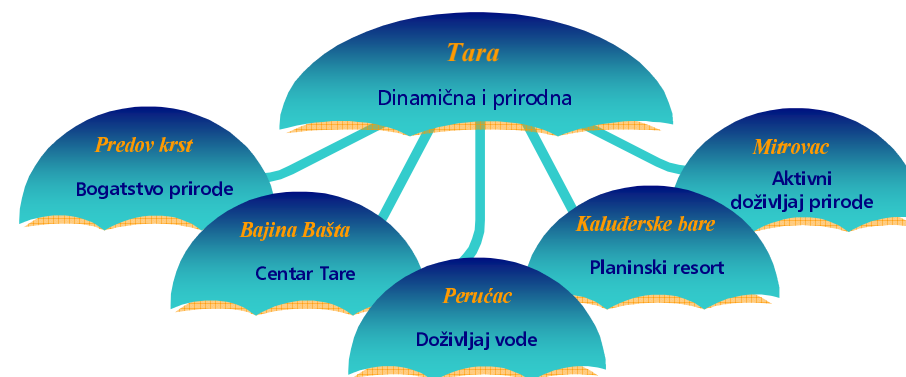 Tara
Dinamična i prirodna
Predov krst
Bogatstvo prirode
Bajina Bašta
Centar Tare
Perućac
Doživljaj vode
Kaluđerske bare
Planinski resort
Mitrovac
Aktivni
doživljaj prirode